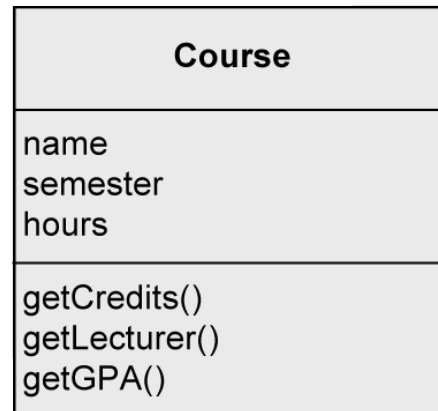 Course
name
semester
hours
getCredits()
getLecturer()
getGPA()